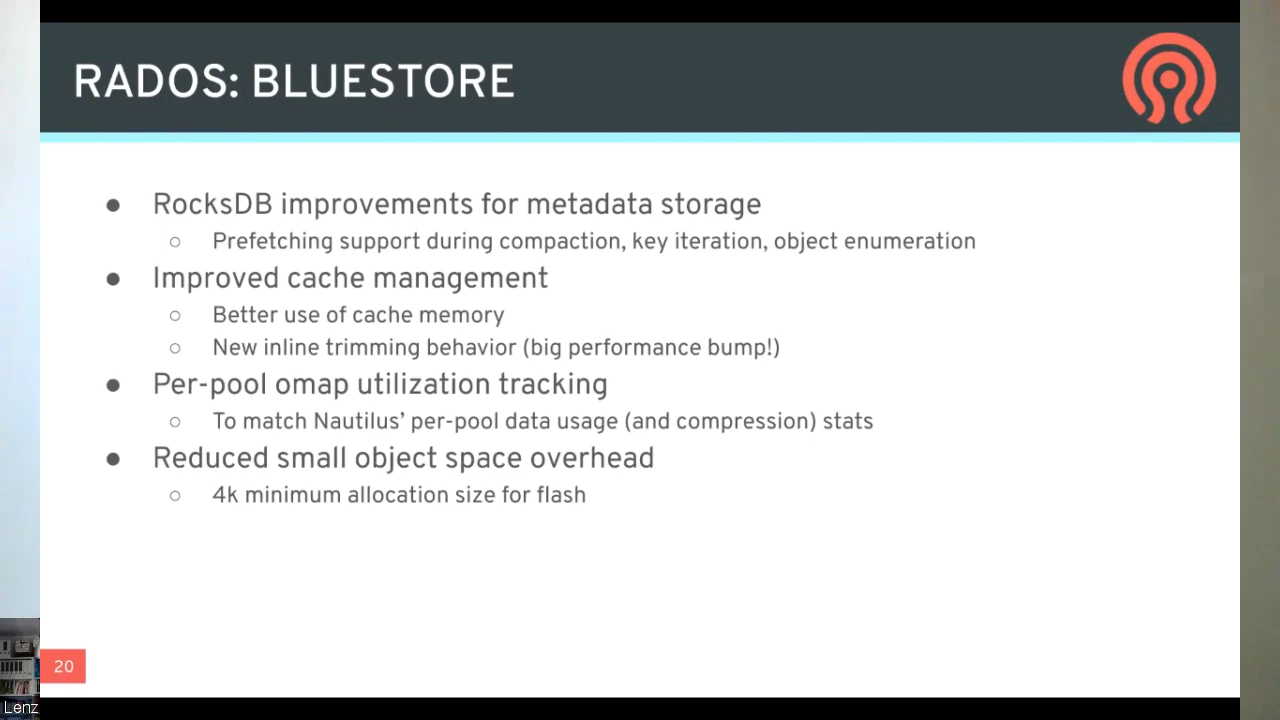 RADOS: BLUESTORE
● RocksDB improvements for metadata storage
○ Prefetching support during compaction, key iteration, object enumeration
● Improved cache management
○ Better use of cache memory
○ New inline trimming behavior (big performance bump!)
● Per-pool omap utilization tracking
○ To match Nautilus’ per-pool data usage (and compression) stats
● Reduced small object space overhead
○ 4k minimum allocation size for flash
20
Lenz